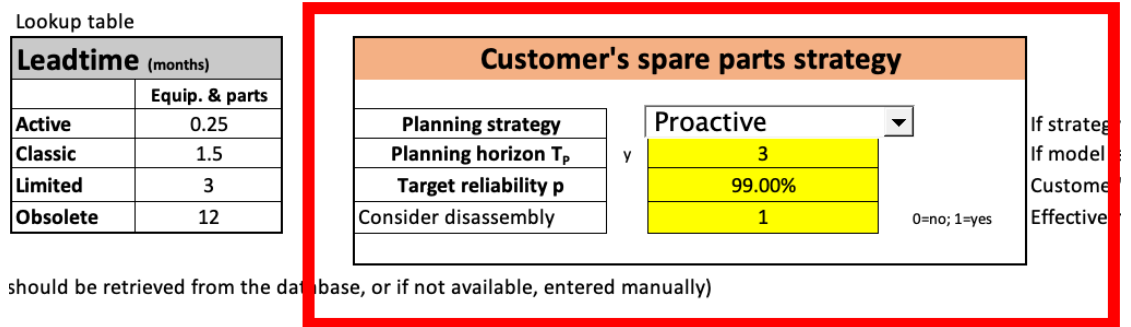 Lookup table
Leadtime (months)
Equip. & parts
Active 0.25
Classic 1.5
Limited 3
Obsolete 12
Customer's spare parts strategy
Planning strategy Proactive If strateg
Planning horizon TP y 3 If model
Target reliability p 99.00% Custome
Consider disassembly 1 0=no; 1=yes Effective
should be retrieved from the database, or if not available, entered manually)